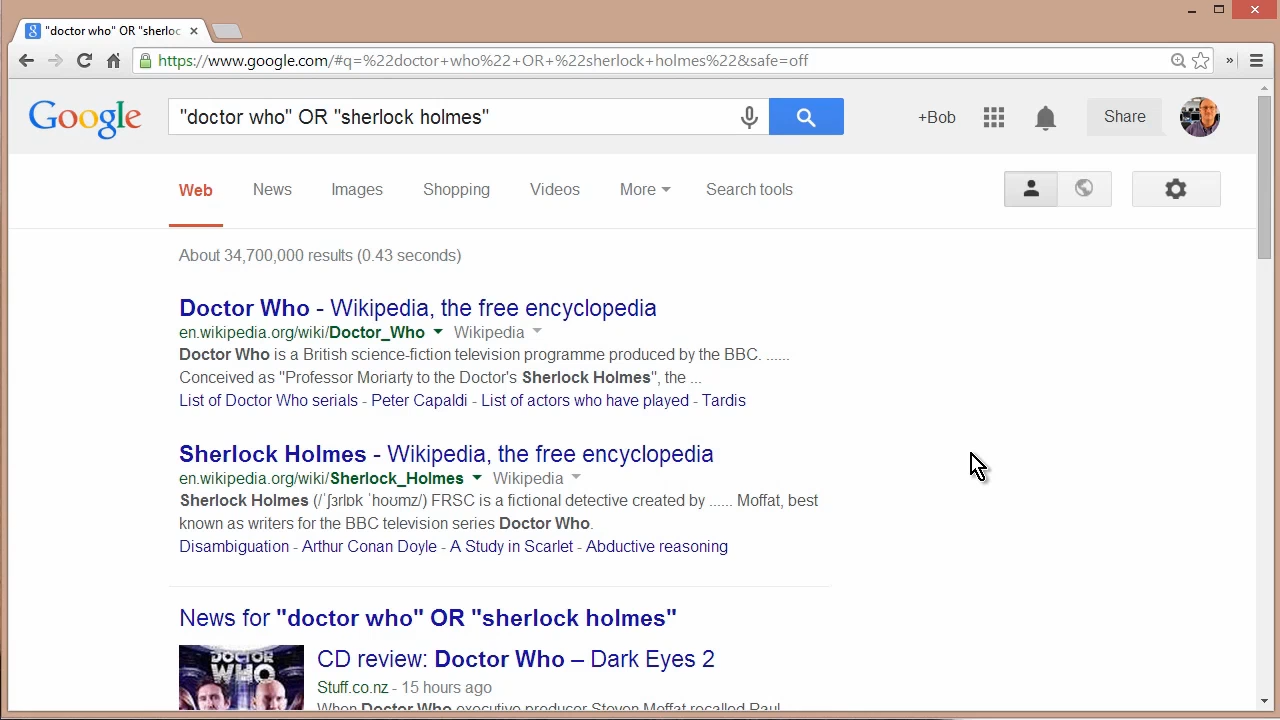 "doctor who" OR "sherloc
https://www.google.com/#q=%22doctor+who%22+OR+%22sherlock+holmes%22&safe=off
Google
"doctor who" OR "sherlock holmes"
+Bob
Share
Web News Images Shopping Videos More Search tools
About 34,700,000 results (0.43 seconds)
Doctor Who - Wikipedia, the free encyclopedia
en.wikipedia.org/wiki/Doctor_Who Wikipedia
Doctor Who is a British science-fiction television programme produced by the BBC. ......
Conceived as "Professor Moriarty to the Doctor's Sherlock Holmes", the ...
List of Doctor Who serials - Peter Capaldi - List of actors who have played - Tardis
Sherlock Holmes - Wikipedia, the free encyclopedia
en.wikipedia.org/wiki/Sherlock_Holmes Wikipedia
Sherlock Holmes (/ˈʃɜrlɒk ˈhoʊmz/) FRSC is a fictional detective created by ...... Moffat, best
known as writers for the BBC television series Doctor Who.
Disambiguation - Arthur Conan Doyle - A Study in Scarlet - Abductive reasoning
News for "doctor who" OR "sherlock holmes"
DOCTOR
WHO
CD review: Doctor Who – Dark Eyes 2
Stuff.co.nz - 15 hours ago
When Doctor Who executive producer Steven Moffat recalled Paul